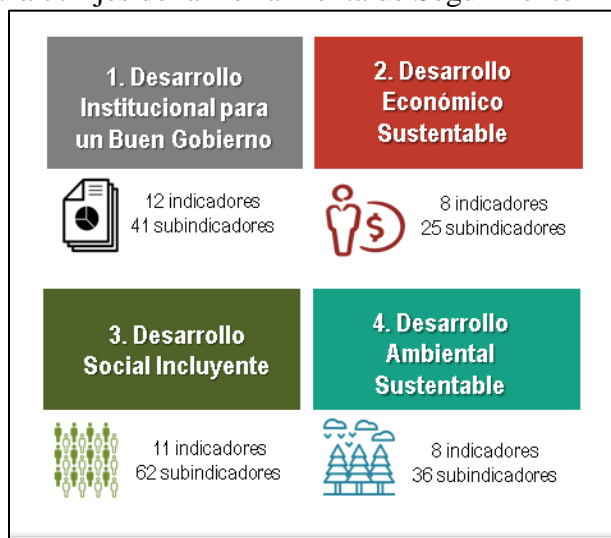 1. Desarrollo
Institucional para
un Buen Gobierno
2. Desarrollo
Económico
Sustentable
12 indicadores
41 subindicadores
8 indicadores
25 subindicadores
3. Desarrollo
Social Incluyente
4. Desarrollo
Ambiental
Sustentable
11 indicadores
62 subindicadores
8 indicadores
36 subindicadores